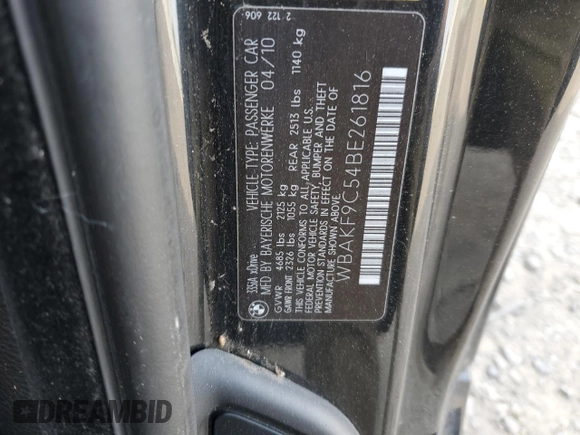 335iA xDrive VEHICLE-TYPE: PASSENGER CAR
MFD BY BAYERISCHE MOTORENWERKE 04/10
GVWR 4685 lbs 2125 kg
GAWR FRONT 2326 lbs 1055 kg REAR 2513 lbs 1140 kg
THIS VEHICLE CONFORMS TO ALL APPLICABLE U.S.
FEDERAL MOTOR VEHICLE SAFETY, BUMPER AND THEFT
PREVENTION STANDARDS IN EFFECT ON THE DATE OF
MANUFACTURE SHOWN ABOVE.
WBAKF9C54BE261816
2 122 606
DREAMBID